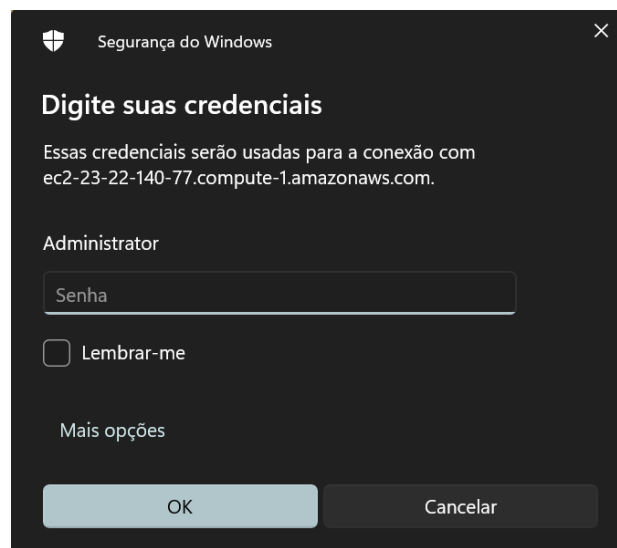 Segurança do Windows
Digite suas credenciais
Essas credenciais serão usadas para a conexão com
ec2-23-22-140-77.compute-1.amazonaws.com.
Administrator
Senha
Lembrar-me
Mais opções
OK
Cancelar